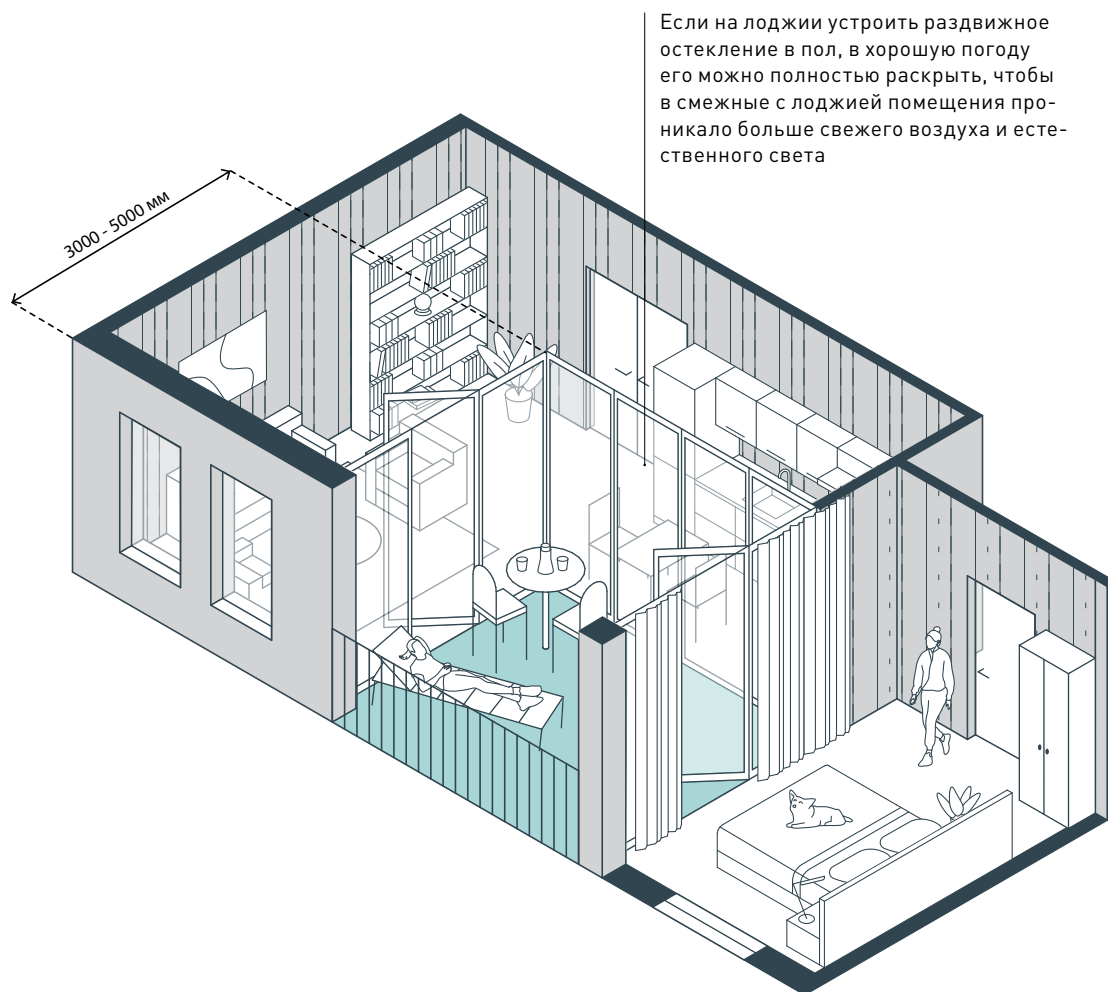 Если на лоджии устроить раздвижное
остекление в пол, в хорошую погоду
его можно полностью раскрыть, чтобы
в смежные с лоджией помещения про-
никало больше свежего воздуха и есте-
ственного света
3000 - 5000 мм